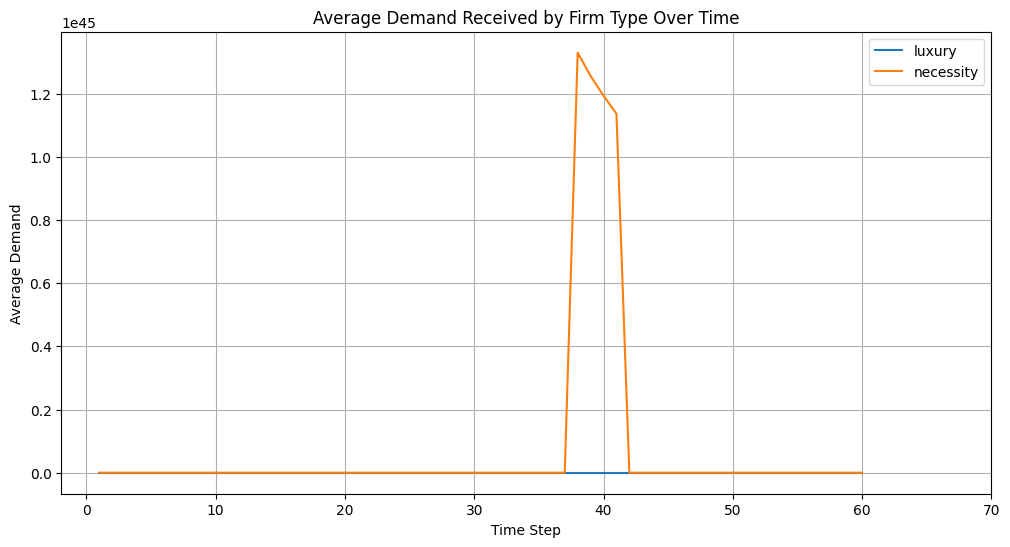 Average Demand Received by Firm Type Over Time
1e45
luxury
necessity
1.2
1.0
0.8
0.6
0.4
0.2
0.0
Average Demand
0 10 20 30 40 50 60 70
Time Step